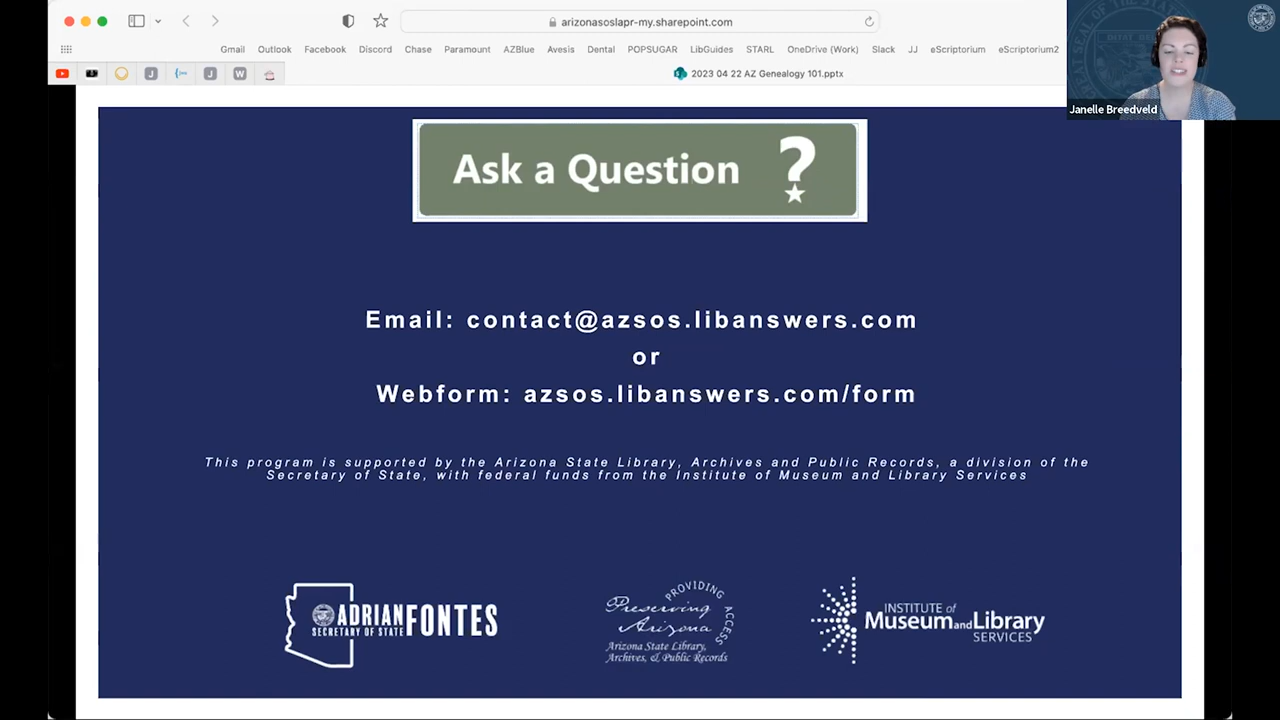 arizonasoslapr-my.sharepoint.com
Gmail Outlook Facebook Discord Chase Paramount AZBlue Avesis Dental POPSUGAR LibGuides STARL OneDrive (Work) Slack JJ eScriptorium eScriptorium2
J J W 2023 04 22 AZ Genealogy 101.pptx
Janelle Breedveld
Ask a Question ?
Email: contact@azsos.libanswers.com
or
Webform: azsos.libanswers.com/form
This program is supported by the Arizona State Library, Archives and Public Records, a division of the
Secretary of State, with federal funds from the Institute of Museum and Library Services
ADRIAN FONTES
SECRETARY OF STATE
PROVIDING ACCESS
Preserving
Arizona
Arizona State Library,
Archives, & Public Records
INSTITUTE of
Museum and Library
SERVICES